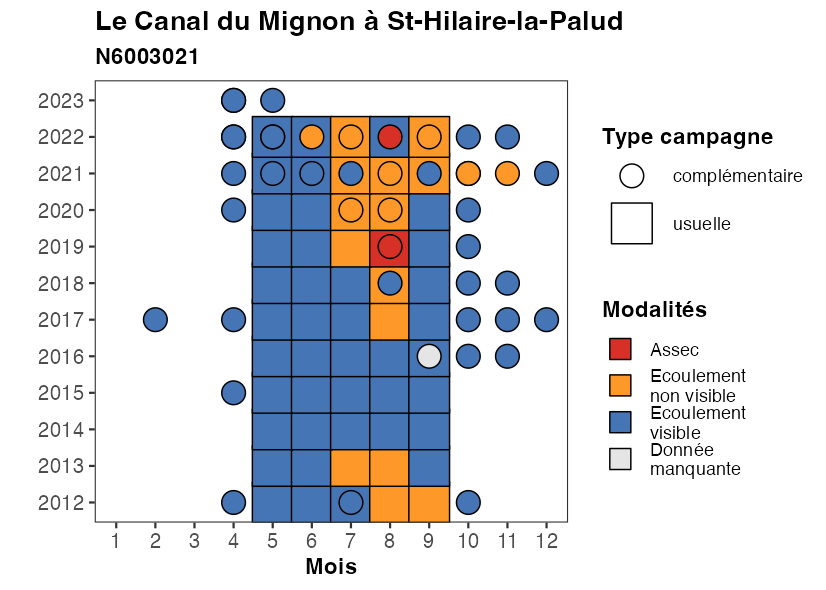 Le Canal du Mignon à St-Hilaire-la-Palud
N6003021
2023
2022
2021
2020
2019
2018
2017
2016
2015
2014
2013
2012
1 2 3 4 5 6 7 8 9 10 11 12
Mois
Type campagne
complémentaire
usuelle
Modalités
Assec
Ecoulement
non visible
Ecoulement
visible
Donnée
manquante